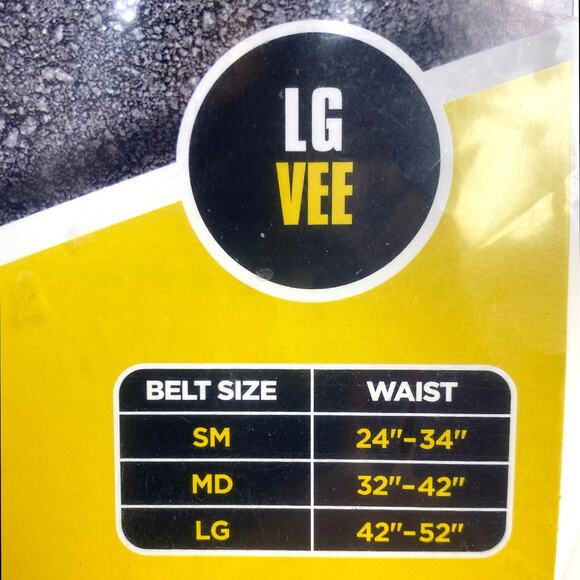 LG
VEE
BELT SIZE WAIST
SM 24"–34"
MD 32"–42"
LG 42"–52"